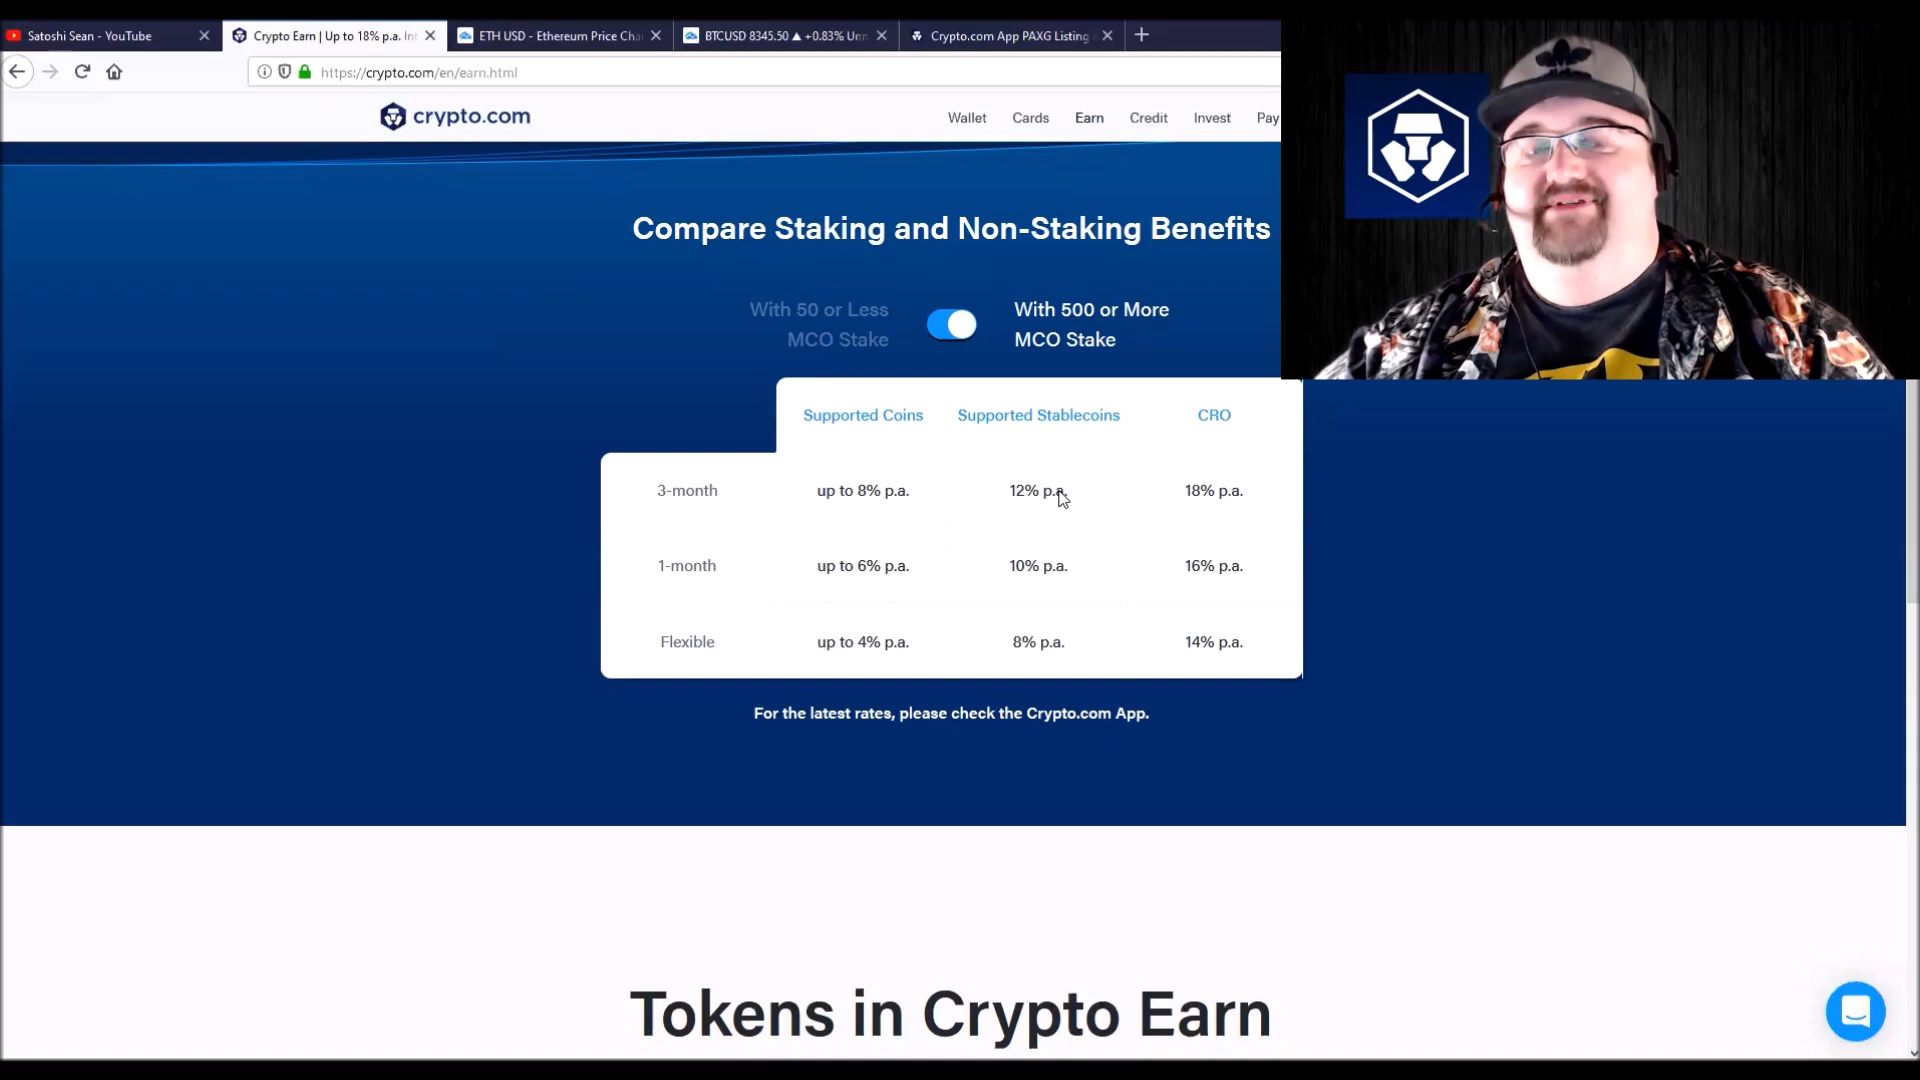 Satoshi Sean - YouTube
Crypto Earn | Up to 18% p.a. Int
ETH USD - Ethereum Price Cha
BTCUSD 8345.50 ▲ +0.83% Unn
Crypto.com App PAXG Listing
https://crypto.com/en/earn.html
crypto.com
Wallet Cards Earn Credit Invest Pay
Compare Staking and Non-Staking Benefits
With 50 or Less
MCO Stake
With 500 or More
MCO Stake
Supported Coins Supported Stablecoins CRO
3-month up to 8% p.a. 12% p.a. 18% p.a.
1-month up to 6% p.a. 10% p.a. 16% p.a.
Flexible up to 4% p.a. 8% p.a. 14% p.a.
For the latest rates, please check the Crypto.com App.
Tokens in Crypto Earn